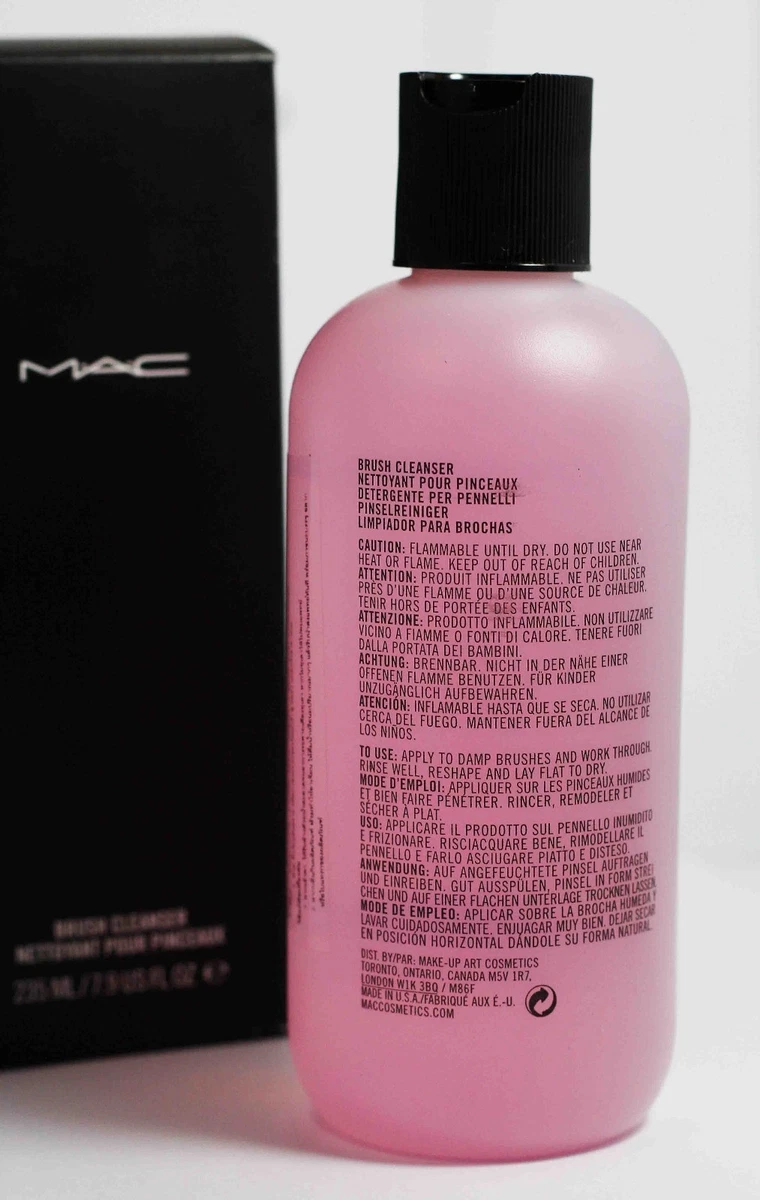 MAC
BRUSH CLEANSER
NETTOYANT POUR PINCEAUX
235 ML / 7.9 US FL OZ
BRUSH CLEANSER
NETTOYANT POUR PINCEAUX
DETERGENTE PER PENNELLI
PINSELREINIGER
LIMPIADOR PARA BROCHAS
CAUTION: FLAMMABLE UNTIL DRY. DO NOT USE NEAR
HEAT OR FLAME. KEEP OUT OF REACH OF CHILDREN.
ATTENTION: PRODUIT INFLAMMABLE. NE PAS UTILISER
PRÈS D'UNE FLAMME OU D'UNE SOURCE DE CHALEUR.
TENIR HORS DE PORTÉE DES ENFANTS.
ATTENZIONE: PRODOTTO INFLAMMABILE. NON UTILIZZARE
VICINO A FIAMME O FONTI DI CALORE. TENERE FUORI
DALLA PORTATA DEI BAMBINI.
ACHTUNG: BRENNBAR. NICHT IN DER NÄHE EINER
OFFENEN FLAMME BENUTZEN. FÜR KINDER
UNZUGÄNGLICH AUFBEWAHREN.
ATENCIÓN: INFLAMABLE HASTA QUE SE SECA. NO UTILIZAR
CERCA DEL FUEGO. MANTENER FUERA DEL ALCANCE DE
LOS NIÑOS.
TO USE: APPLY TO DAMP BRUSHES AND WORK THROUGH.
RINSE WELL, RESHAPE AND LAY FLAT TO DRY.
MODE D'EMPLOI: APPLIQUER SUR LES PINCEAUX HUMIDES
ET BIEN FAIRE PÉNÉTRER. RINCER, REMODELER ET
SÉCHER À PLAT.
USO: APPLICARE IL PRODOTTO SUL PENNELLO INUMIDITO
E FRIZIONARE. RISCIACQUARE BENE, RIMODELLARE IL
PENNELLO E FARLO ASCIUGARE PIATTO E DISTESO.
ANWENDUNG: AUF ANGEFEUCHTETE PINSEL AUFTRAGEN
UND EINREIBEN. GUT AUSSPÜLEN, PINSEL IN FORM STREI
CHEN UND AUF EINER FLACHEN UNTERLAGE TROCKNEN LASSEN.
MODE DE EMPLEO: APLICAR SOBRE LA BROCHA HÚMEDA Y
LAVAR CUIDADOSAMENTE. ENJUAGAR MUY BIEN. DEJAR SECAR
EN POSICIÓN HORIZONTAL DÁNDOLE SU FORMA NATURAL.
DIST. BY/PAR: MAKE-UP ART COSMETICS
TORONTO, ONTARIO, CANADA M5V 1R7,
LONDON W1K 3BQ / M86F
MADE IN U.S.A./FABRIQUÉ AUX É.-U.
MACCOSMETICS.COM